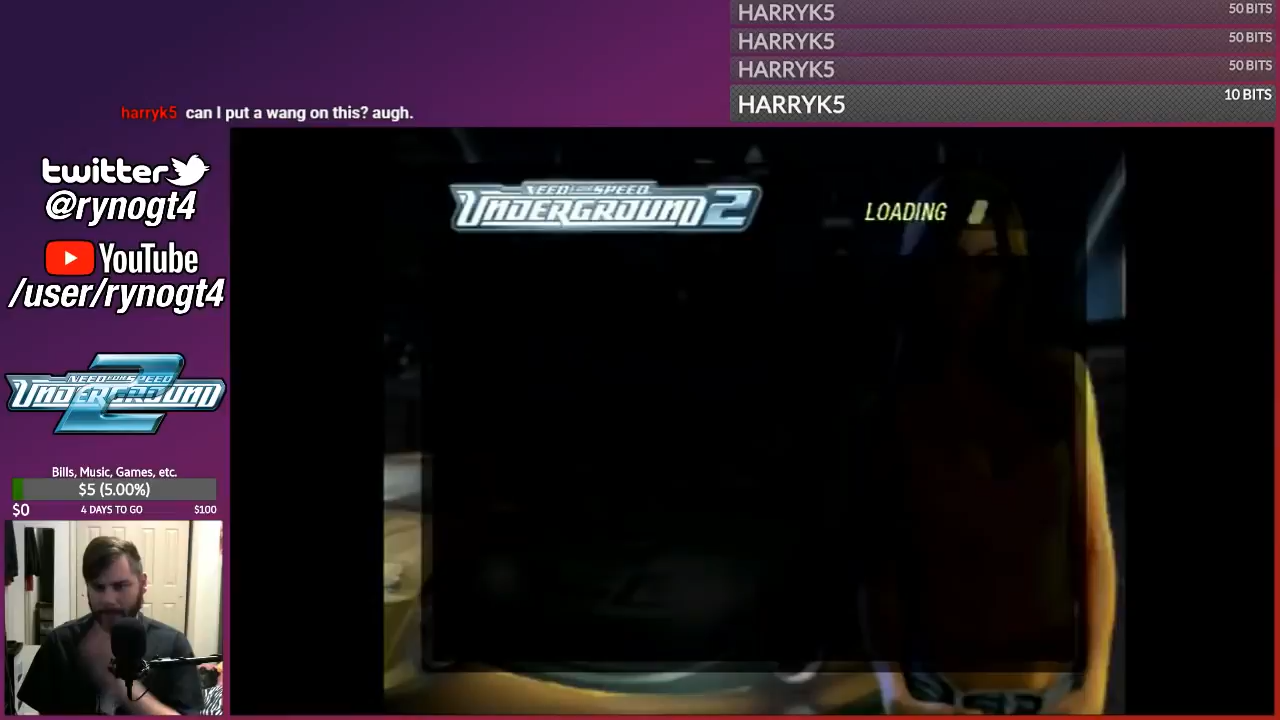 HARRYK5 50 BITS
HARRYK5 50 BITS
HARRYK5 50 BITS
HARRYK5 10 BITS
harryk5 can I put a wang on this? augh.
twitter
@rynogt4
YouTube
/user/rynogt4
NEED FOR SPEED
UNDERGROUND 2
LOADING
NEED FOR SPEED
UNDERGROUND 2
Bills, Music, Games, etc.
$5 (5.00%)
$0 4 DAYS TO GO $100